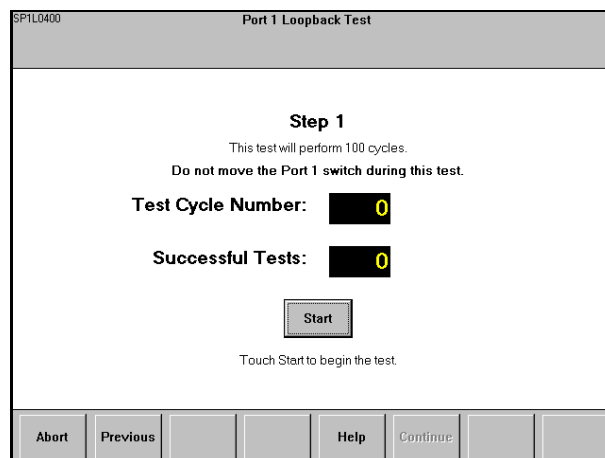 SP1L0400
Port 1 Loopback Test
Step 1
This test will perform 100 cycles.
Do not move the Port 1 switch during this test.
Test Cycle Number: 0
Successful Tests: 0
Start
Touch Start to begin the test.
Abort Previous Help Continue